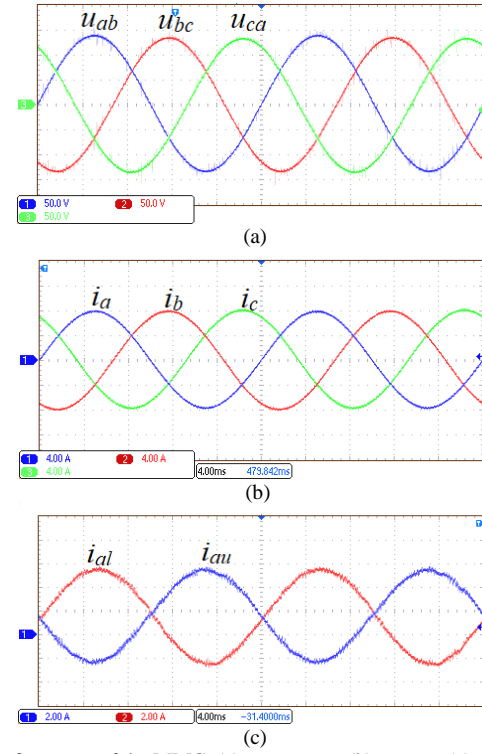 u_ab u_bc u_ca
T
3
1 50.0 V 2 50.0 V
3 50.0 V
(a)
T
i_a i_b i_c
1
1 4.00 A 2 4.00 A
3 4.00 A 4.00ms 479.842ms
(b)
T
i_al i_au
1
1 2.00 A 2 2.00 A 4.00ms -31.4000ms
(c)